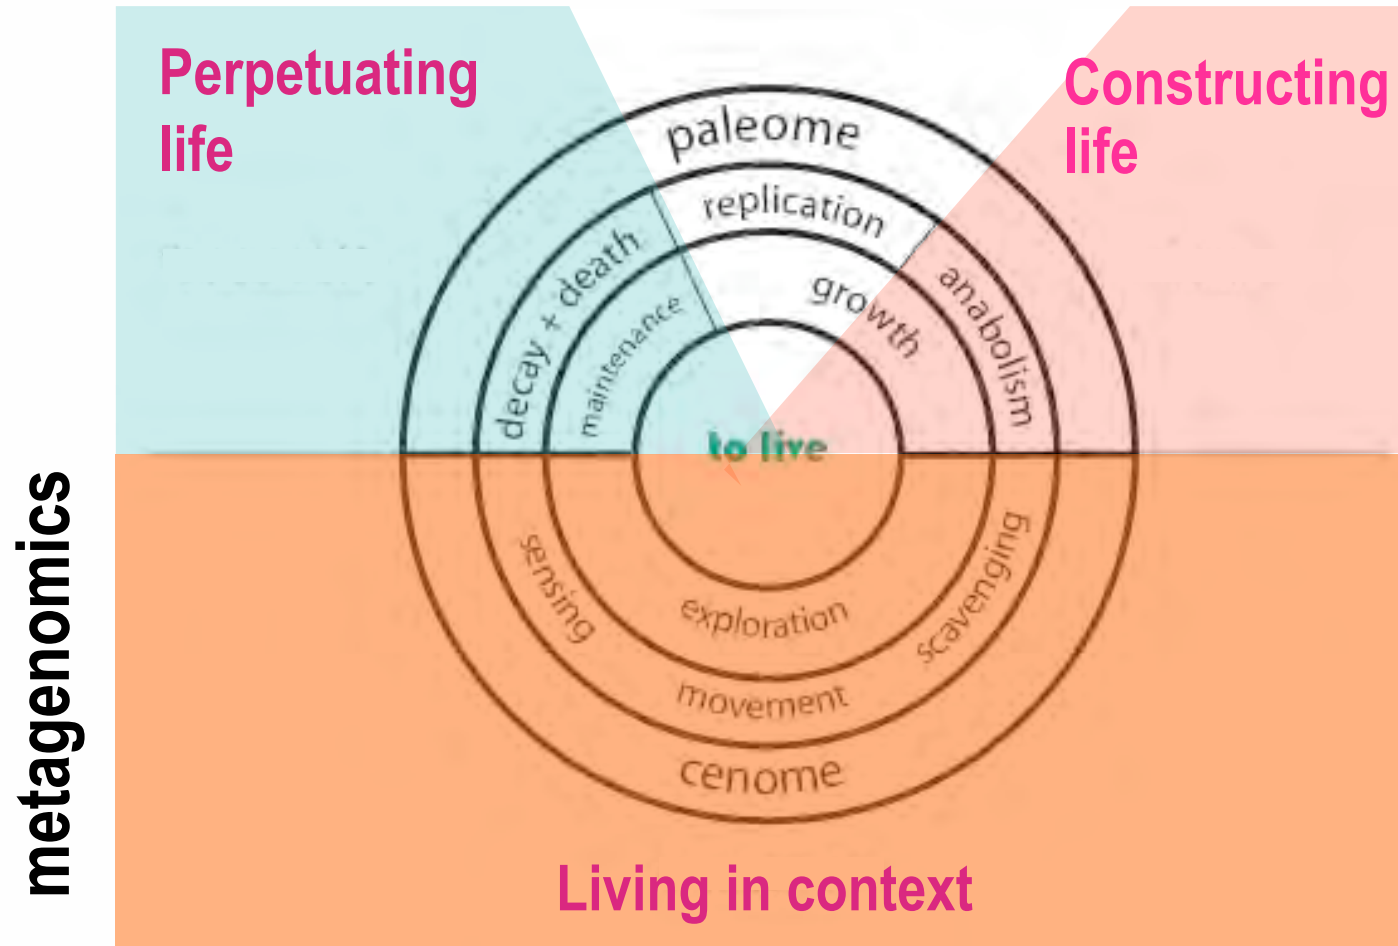 Perpetuating
life
Constructing
life
paleome
replication
decay + death
anabolism
growth
maintenance
to live
sensing
exploration
scavenging
movement
cenome
Living in context
metagenomics